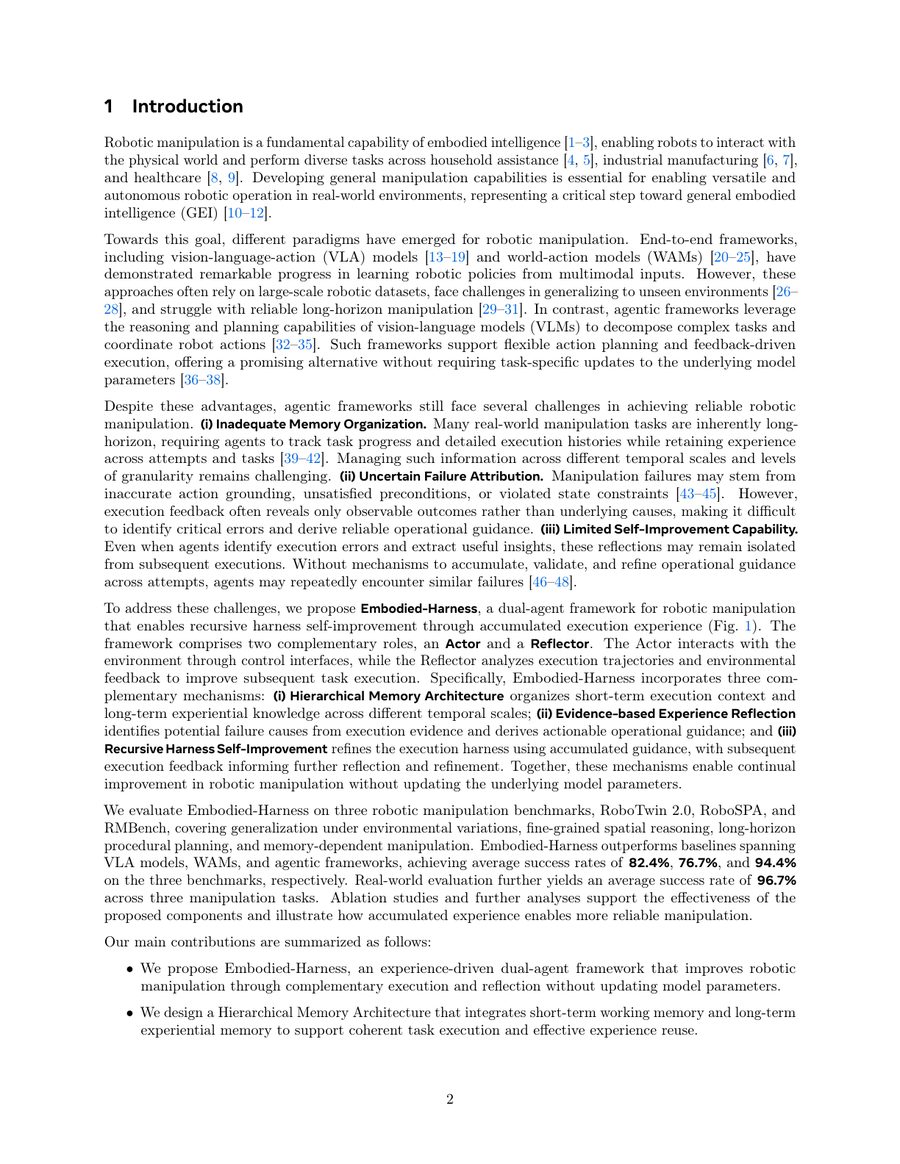 1 Introduction
Robotic manipulation is a fundamental capability of embodied intelligence [1–3], enabling robots to interact with
the physical world and perform diverse tasks across household assistance [4, 5], industrial manufacturing [6, 7],
and healthcare [8, 9]. Developing general manipulation capabilities is essential for enabling versatile and
autonomous robotic operation in real-world environments, representing a critical step toward general embodied
intelligence (GEI) [10–12].
Towards this goal, different paradigms have emerged for robotic manipulation. End-to-end frameworks,
including vision-language-action (VLA) models [13–19] and world-action models (WAMs) [20–25], have
demonstrated remarkable progress in learning robotic policies from multimodal inputs. However, these
approaches often rely on large-scale robotic datasets, face challenges in generalizing to unseen environments [26–
28], and struggle with reliable long-horizon manipulation [29–31]. In contrast, agentic frameworks leverage
the reasoning and planning capabilities of vision-language models (VLMs) to decompose complex tasks and
coordinate robot actions [32–35]. Such frameworks support flexible action planning and feedback-driven
execution, offering a promising alternative without requiring task-specific updates to the underlying model
parameters [36–38].
Despite these advantages, agentic frameworks still face several challenges in achieving reliable robotic
manipulation. (i) Inadequate Memory Organization. Many real-world manipulation tasks are inherently long-
horizon, requiring agents to track task progress and detailed execution histories while retaining experience
across attempts and tasks [39–42]. Managing such information across different temporal scales and levels
of granularity remains challenging. (ii) Uncertain Failure Attribution. Manipulation failures may stem from
inaccurate action grounding, unsatisfied preconditions, or violated state constraints [43–45]. However,
execution feedback often reveals only observable outcomes rather than underlying causes, making it difficult
to identify critical errors and derive reliable operational guidance. (iii) Limited Self-Improvement Capability.
Even when agents identify execution errors and extract useful insights, these reflections may remain isolated
from subsequent executions. Without mechanisms to accumulate, validate, and refine operational guidance
across attempts, agents may repeatedly encounter similar failures [46–48].
To address these challenges, we propose Embodied-Harness, a dual-agent framework for robotic manipulation
that enables recursive harness self-improvement through accumulated execution experience (Fig. 1). The
framework comprises two complementary roles, an Actor and a Reflector. The Actor interacts with the
environment through control interfaces, while the Reflector analyzes execution trajectories and environmental
feedback to improve subsequent task execution. Specifically, Embodied-Harness incorporates three com-
plementary mechanisms: (i) Hierarchical Memory Architecture organizes short-term execution context and
long-term experiential knowledge across different temporal scales; (ii) Evidence-based Experience Reflection
identifies potential failure causes from execution evidence and derives actionable operational guidance; and (iii)
Recursive Harness Self-Improvement refines the execution harness using accumulated guidance, with subsequent
execution feedback informing further reflection and refinement. Together, these mechanisms enable continual
improvement in robotic manipulation without updating the underlying model parameters.
We evaluate Embodied-Harness on three robotic manipulation benchmarks, RoboTwin 2.0, RoboSPA, and
RMBench, covering generalization under environmental variations, fine-grained spatial reasoning, long-horizon
procedural planning, and memory-dependent manipulation. Embodied-Harness outperforms baselines spanning
VLA models, WAMs, and agentic frameworks, achieving average success rates of 82.4%, 76.7%, and 94.4%
on the three benchmarks, respectively. Real-world evaluation further yields an average success rate of 96.7%
across three manipulation tasks. Ablation studies and further analyses support the effectiveness of the
proposed components and illustrate how accumulated experience enables more reliable manipulation.
Our main contributions are summarized as follows:
• We propose Embodied-Harness, an experience-driven dual-agent framework that improves robotic
manipulation through complementary execution and reflection without updating model parameters.
• We design a Hierarchical Memory Architecture that integrates short-term working memory and long-term
experiential memory to support coherent task execution and effective experience reuse.
2